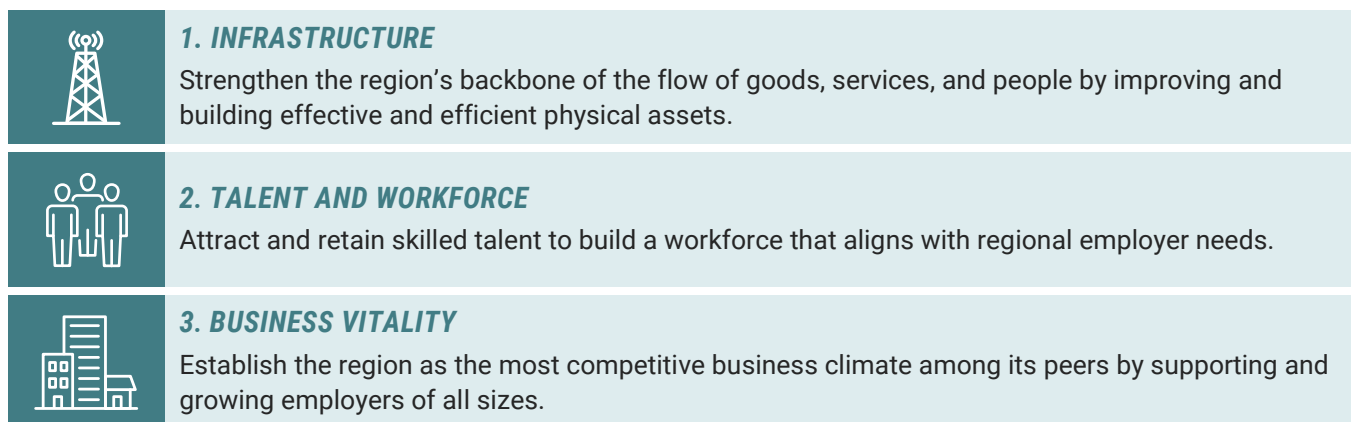 1. INFRASTRUCTURE
Strengthen the region’s backbone of the flow of goods, services, and people by improving and
building effective and efficient physical assets.
2. TALENT AND WORKFORCE
Attract and retain skilled talent to build a workforce that aligns with regional employer needs.
3. BUSINESS VITALITY
Establish the region as the most competitive business climate among its peers by supporting and
growing employers of all sizes.